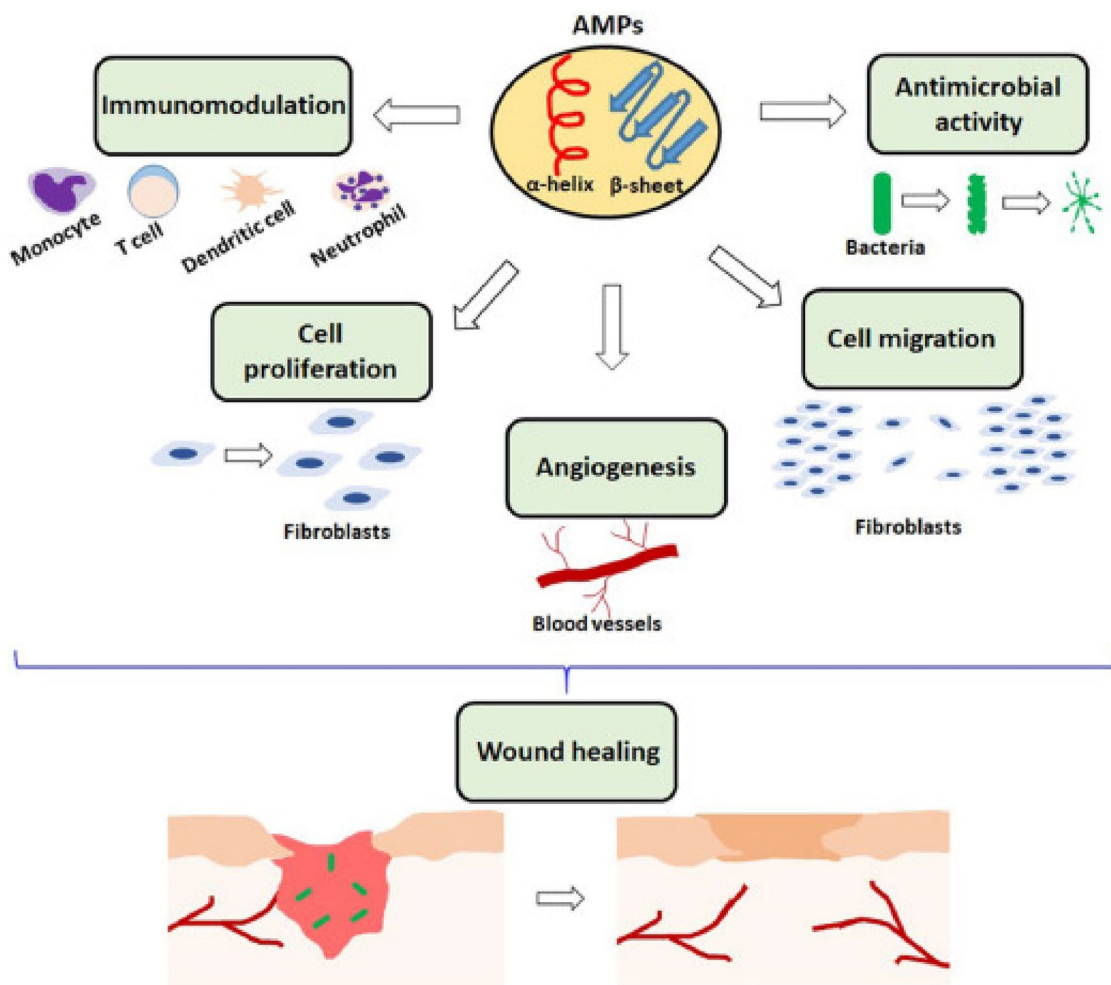 AMPs
α-helix
β-sheet
Immunomodulation
Monocyte
T cell
Dendritic cell
Neutrophil
Antimicrobial
activity
Bacteria
Cell
proliferation
Fibroblasts
Angiogenesis
Blood vessels
Cell migration
Fibroblasts
Wound healing